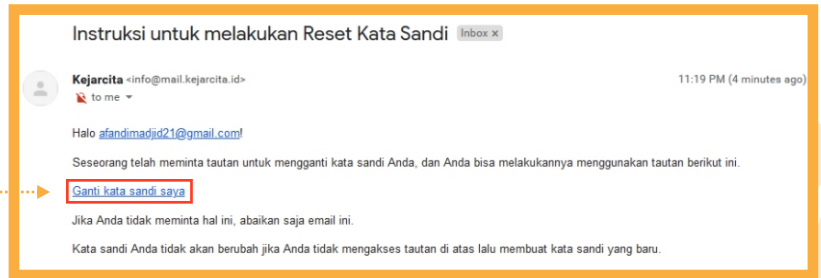 Instruksi untuk melakukan Reset Kata Sandi Inbox x
Kejarcita <info@mail.kejarcita.id> 11:19 PM (4 minutes ago)
to me
Halo afandimadjid21@gmail.com!
Seseorang telah meminta tautan untuk mengganti kata sandi Anda, dan Anda bisa melakukannya menggunakan tautan berikut ini.
Ganti kata sandi saya
Jika Anda tidak meminta hal ini, abaikan saja email ini.
Kata sandi Anda tidak akan berubah jika Anda tidak mengakses tautan di atas lalu membuat kata sandi yang baru.